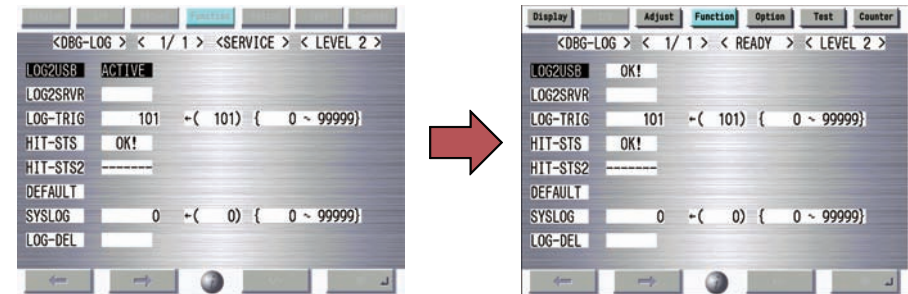 Function
<DBG-LOG > < 1/ 1 > <SERVICE > < LEVEL 2 >
LOG2USB ACTIVE
LOG2SRVR
LOG-TRIG 101 ←( 101) { 0 ~ 99999}
HIT-STS OK!
HIT-STS2 -------
DEFAULT
SYSLOG 0 ←( 0) { 0 ~ 99999}
LOG-DEL
Display Adjust Function Option Test Counter
<DBG-LOG > < 1/ 1 > < READY > < LEVEL 2 >
LOG2USB OK!
LOG2SRVR
LOG-TRIG 101 ←( 101) { 0 ~ 99999}
HIT-STS OK!
HIT-STS2 -------
DEFAULT
SYSLOG 0 ←( 0) { 0 ~ 99999}
LOG-DEL